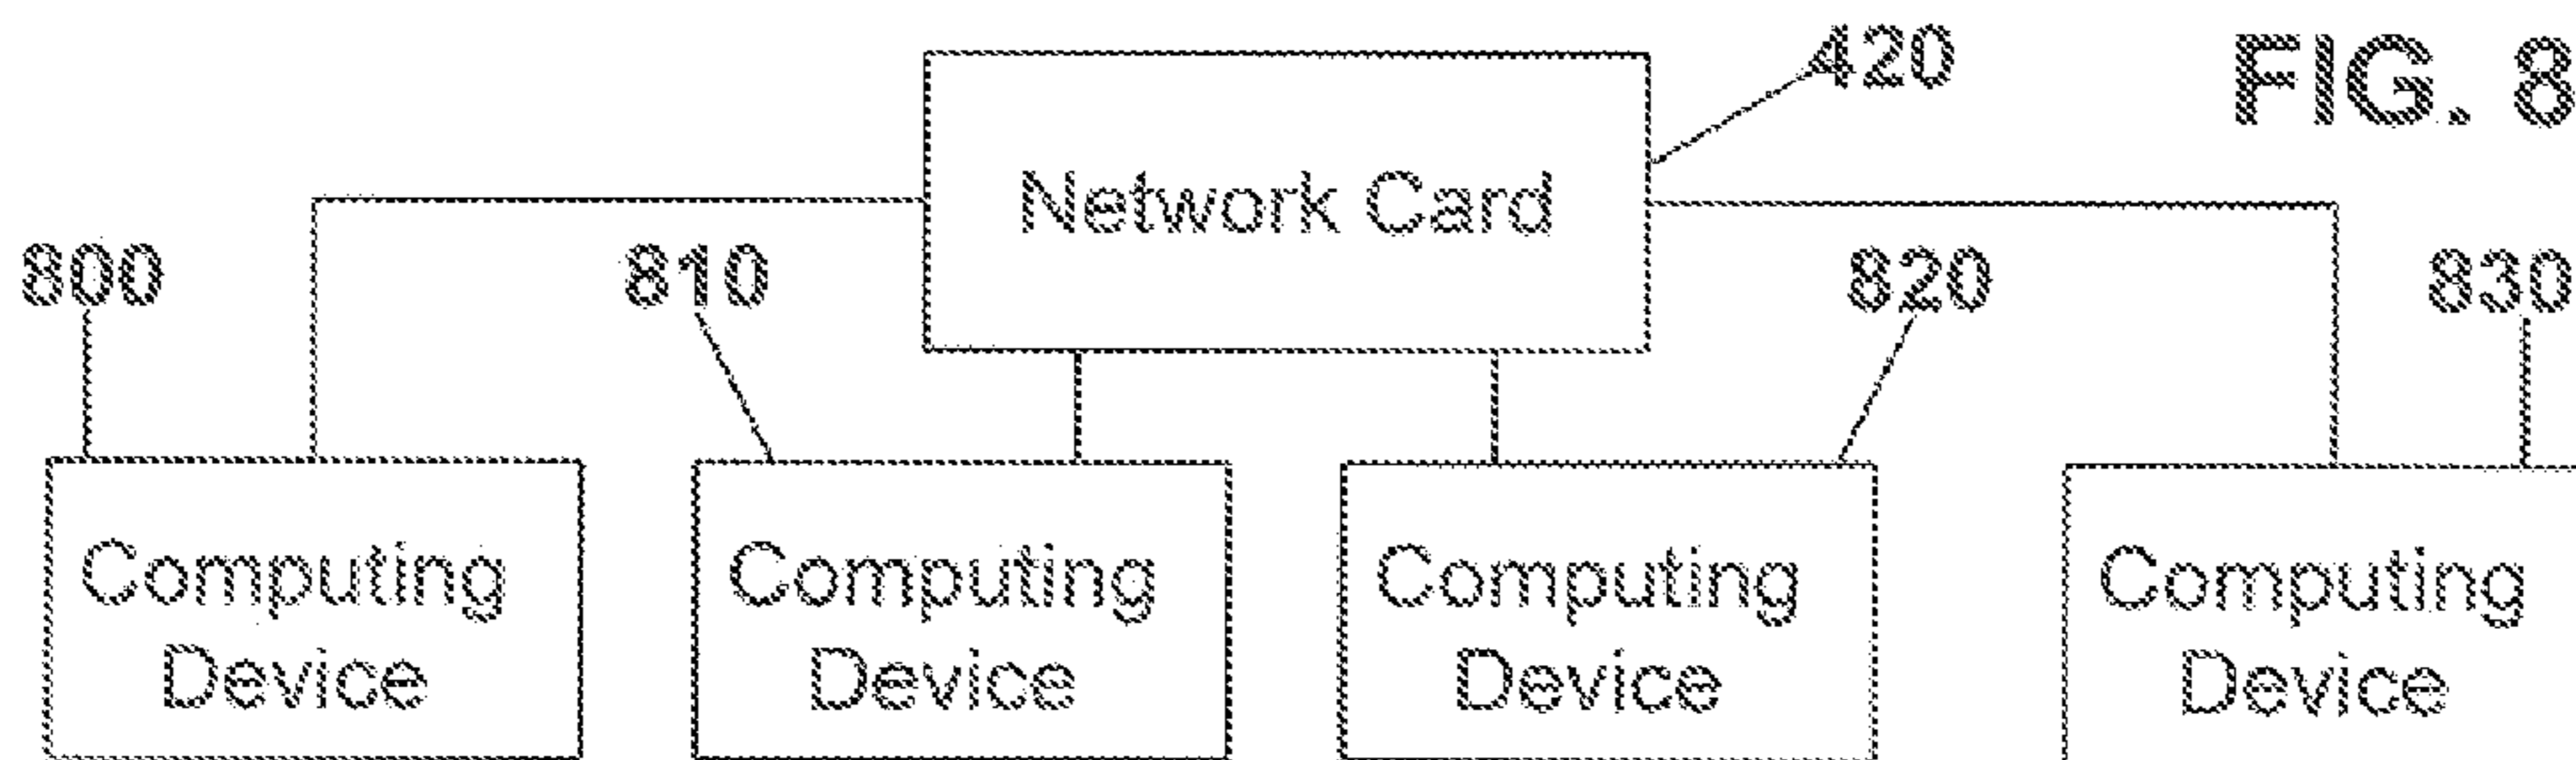 420
FIG. 8
Network Card
800
810
820
830
Computing
Device
Computing
Device
Computing
Device
Computing
Device